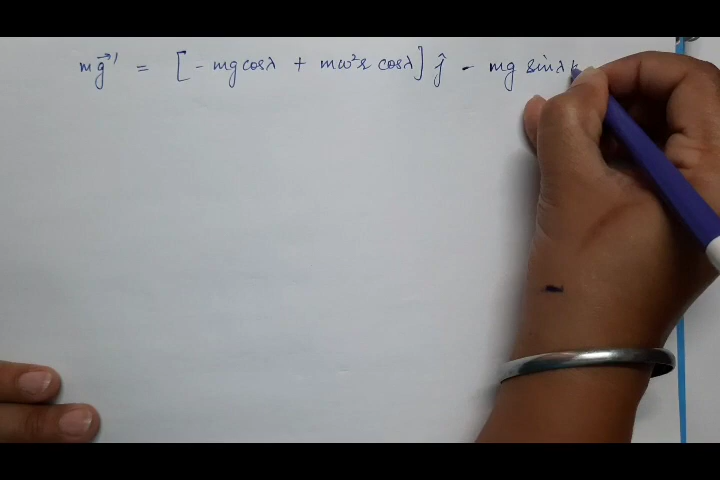 mg⃗' = [- mg cosλ + mω²r cosλ] ĵ - mg sinλ k